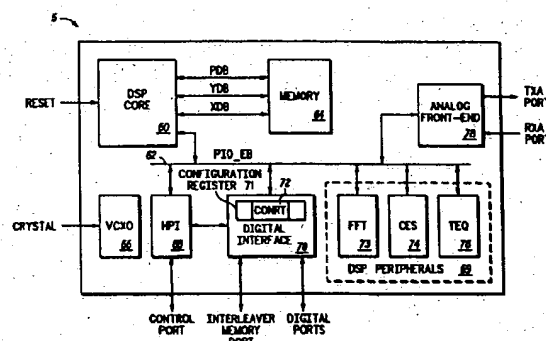 5
PDB
YDB
XDB
DSP
CORE
60
MEMORY
64
ANALOG
FRONT-END
78
TXA
PORT
RXA
PORT
RESET
62
PIO_EB
CONFIGURATION
REGISTER 71
72
CONRT
DIGITAL
INTERFACE
70
CRYSTAL
VCXO
66
HPI
68
FFT
73
CES
74
TEQ
76
DSP PERIPHERALS
69
CONTROL
PORT
INTERLEAVER
MEMORY
PORT
DIGITAL
PORTS